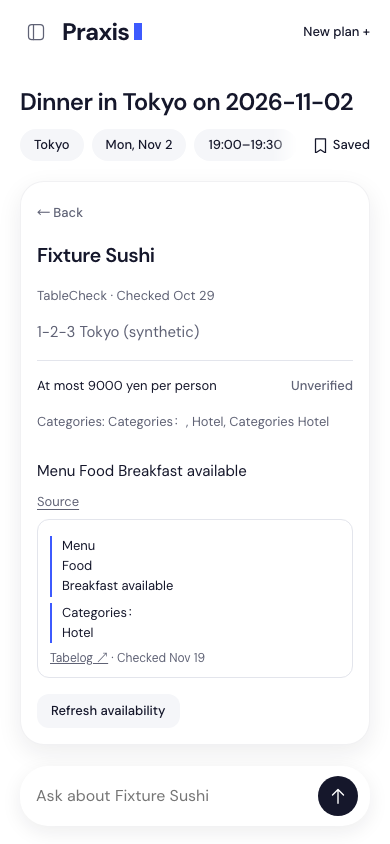 Praxis
New plan +
Dinner in Tokyo on 2026-11-02
Tokyo
Mon, Nov 2
19:00–19:30
Saved
← Back
Fixture Sushi
TableCheck · Checked Oct 29
1-2-3 Tokyo (synthetic)
At most 9000 yen per person
Unverified
Categories: Categories： , Hotel, Categories Hotel
Menu Food Breakfast available
Source
Menu
Food
Breakfast available
Categories：
Hotel
Tabelog ↗ · Checked Nov 19
Refresh availability
Ask about Fixture Sushi